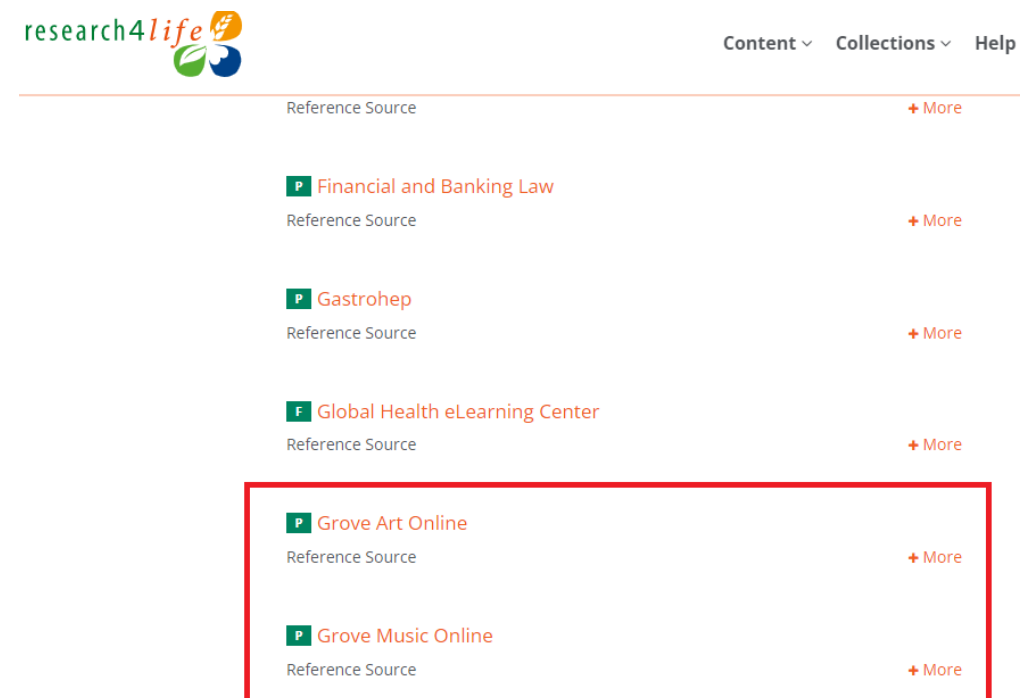 research4life
Content Collections Help
Reference Source + More
P Financial and Banking Law
Reference Source + More
P Gastrohep
Reference Source + More
F Global Health eLearning Center
Reference Source + More
P Grove Art Online
Reference Source + More
P Grove Music Online
Reference Source + More